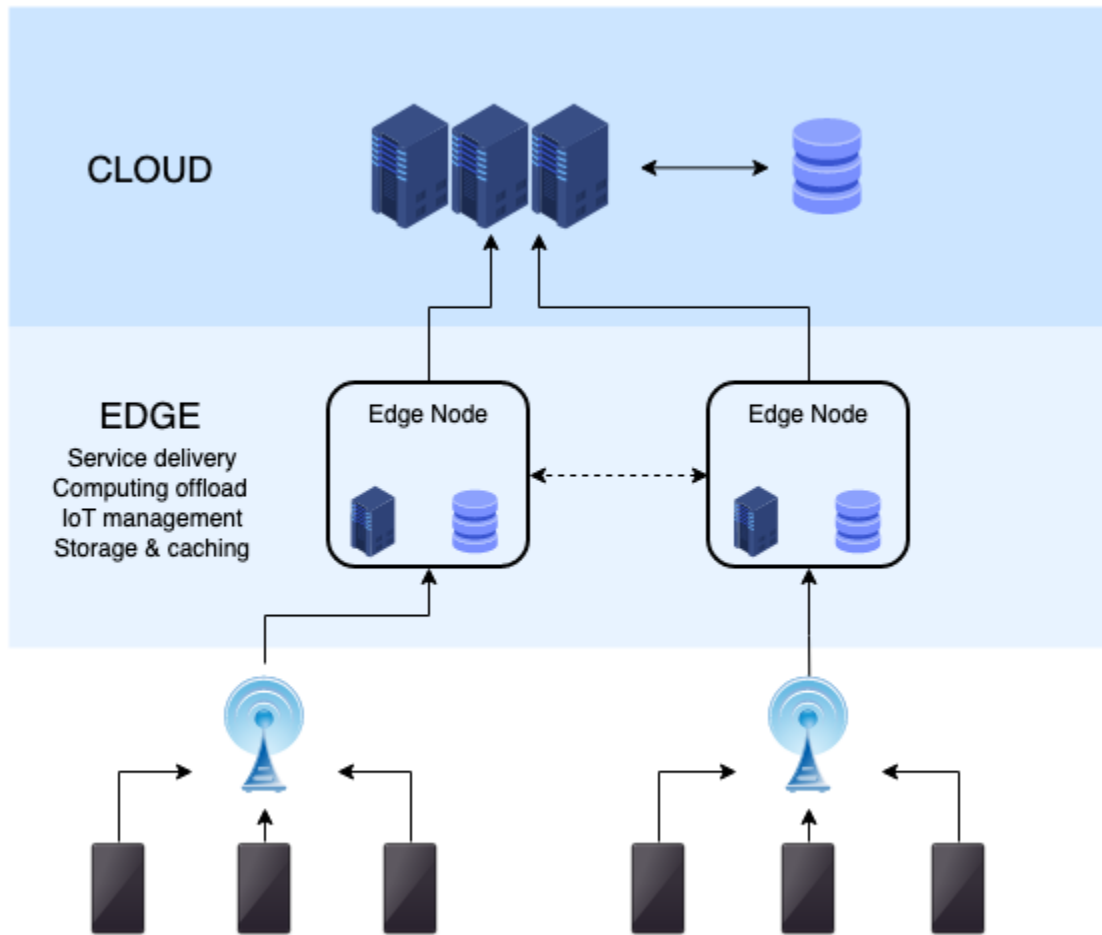 CLOUD
EDGE
Service delivery
Computing offload
IoT management
Storage & caching
Edge Node
Edge Node